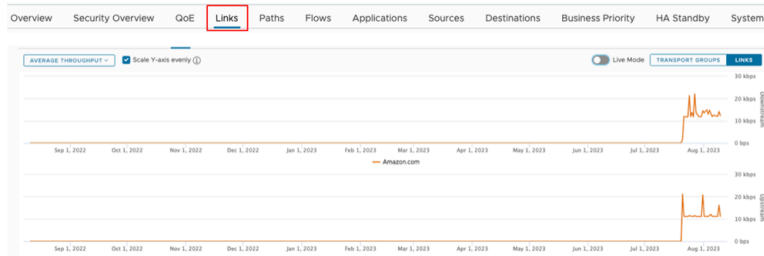 Overview Security Overview QoE Links Paths Flows Applications Sources Destinations Business Priority HA Standby System
AVERAGE THROUGHPUT Scale Y-axis evenly Live Mode TRANSPORT GROUPS LINKS
30 kbps
20 kbps
10 kbps
0 bps
Downstream
Sep 1, 2022 Oct 1, 2022 Nov 1, 2022 Dec 1, 2022 Jan 1, 2023 Feb 1, 2023 Mar 1, 2023 Apr 1, 2023 May 1, 2023 Jun 1, 2023 Jul 1, 2023 Aug 1, 2023
Amazon.com
30 kbps
20 kbps
10 kbps
0 bps
Upstream
Sep 1, 2022 Oct 1, 2022 Nov 1, 2022 Dec 1, 2022 Jan 1, 2023 Feb 1, 2023 Mar 1, 2023 Apr 1, 2023 May 1, 2023 Jun 1, 2023 Jul 1, 2023 Aug 1, 2023